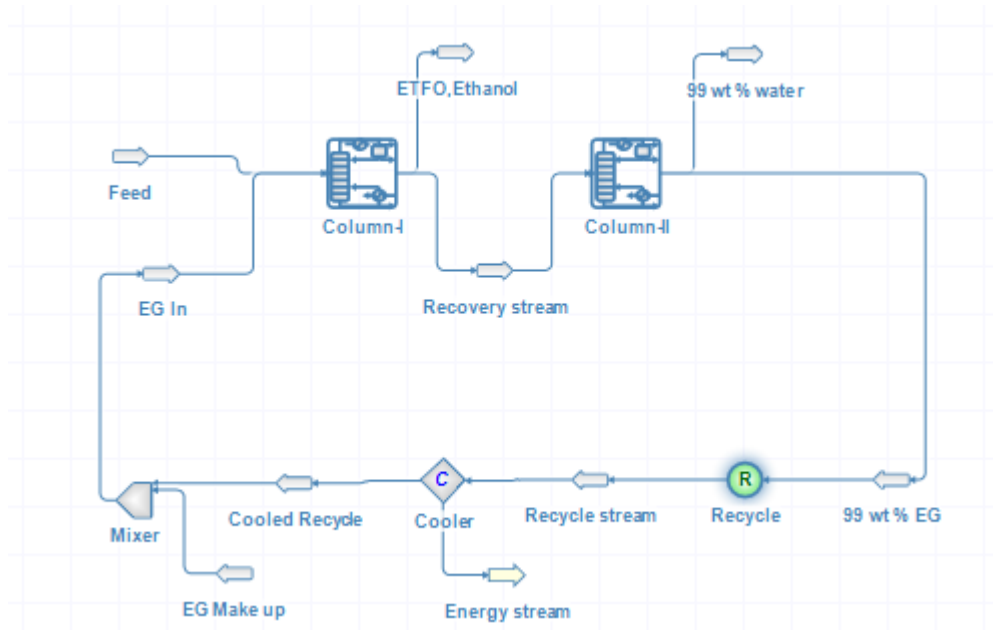 ETFO,Ethanol
99 wt % water
Feed
Column-I
Column-II
EG In
Recovery stream
C
R
Cooled Recycle
Cooler
Recycle stream
Recycle
99 wt % EG
Mixer
EG Make up
Energy stream